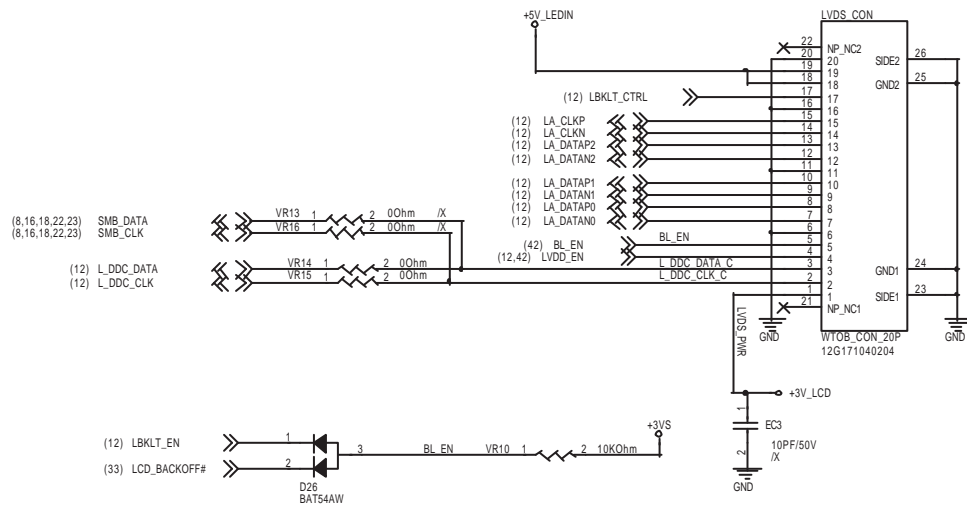 +5V_LEDIN
LVDS_CON
22 NP_NC2
20 20 SIDE2 26
19 19
18 18 GND2 25
(12) LBKLT_CTRL 17 17
16 16
(12) LA_CLKP 15 15
(12) LA_CLKN 14 14
(12) LA_DATAP2 13 13
(12) LA_DATAN2 12 12
11 11
(12) LA_DATAP1 10 10
(12) LA_DATAN1 9 9
(12) LA_DATAP0 8 8
(12) LA_DATAN0 7 7
6 6
(8,16,18,22,23) SMB_DATA VR13 1 2 0Ohm /X
(8,16,18,22,23) SMB_CLK VR16 1 2 0Ohm /X
(42) BL_EN BL_EN 5 5
(12,42) LVDD_EN 4 4
(12) L_DDC_DATA VR14 1 2 0Ohm L_DDC_DATA_C 3 3 GND1 24
(12) L_DDC_CLK VR15 1 2 0Ohm L_DDC_CLK_C 2 2
1 1 SIDE1 23
21 NP_NC1
GND
GND
WTOB_CON_20P
12G171040204
LVDS_PWR
+3V_LCD
1
EC3
10PF/50V
/X
2
GND
+3VS
(12) LBKLT_EN 1
3 BL_EN VR10 1 2 10KOhm
(33) LCD_BACKOFF# 2
D26
BAT54AW